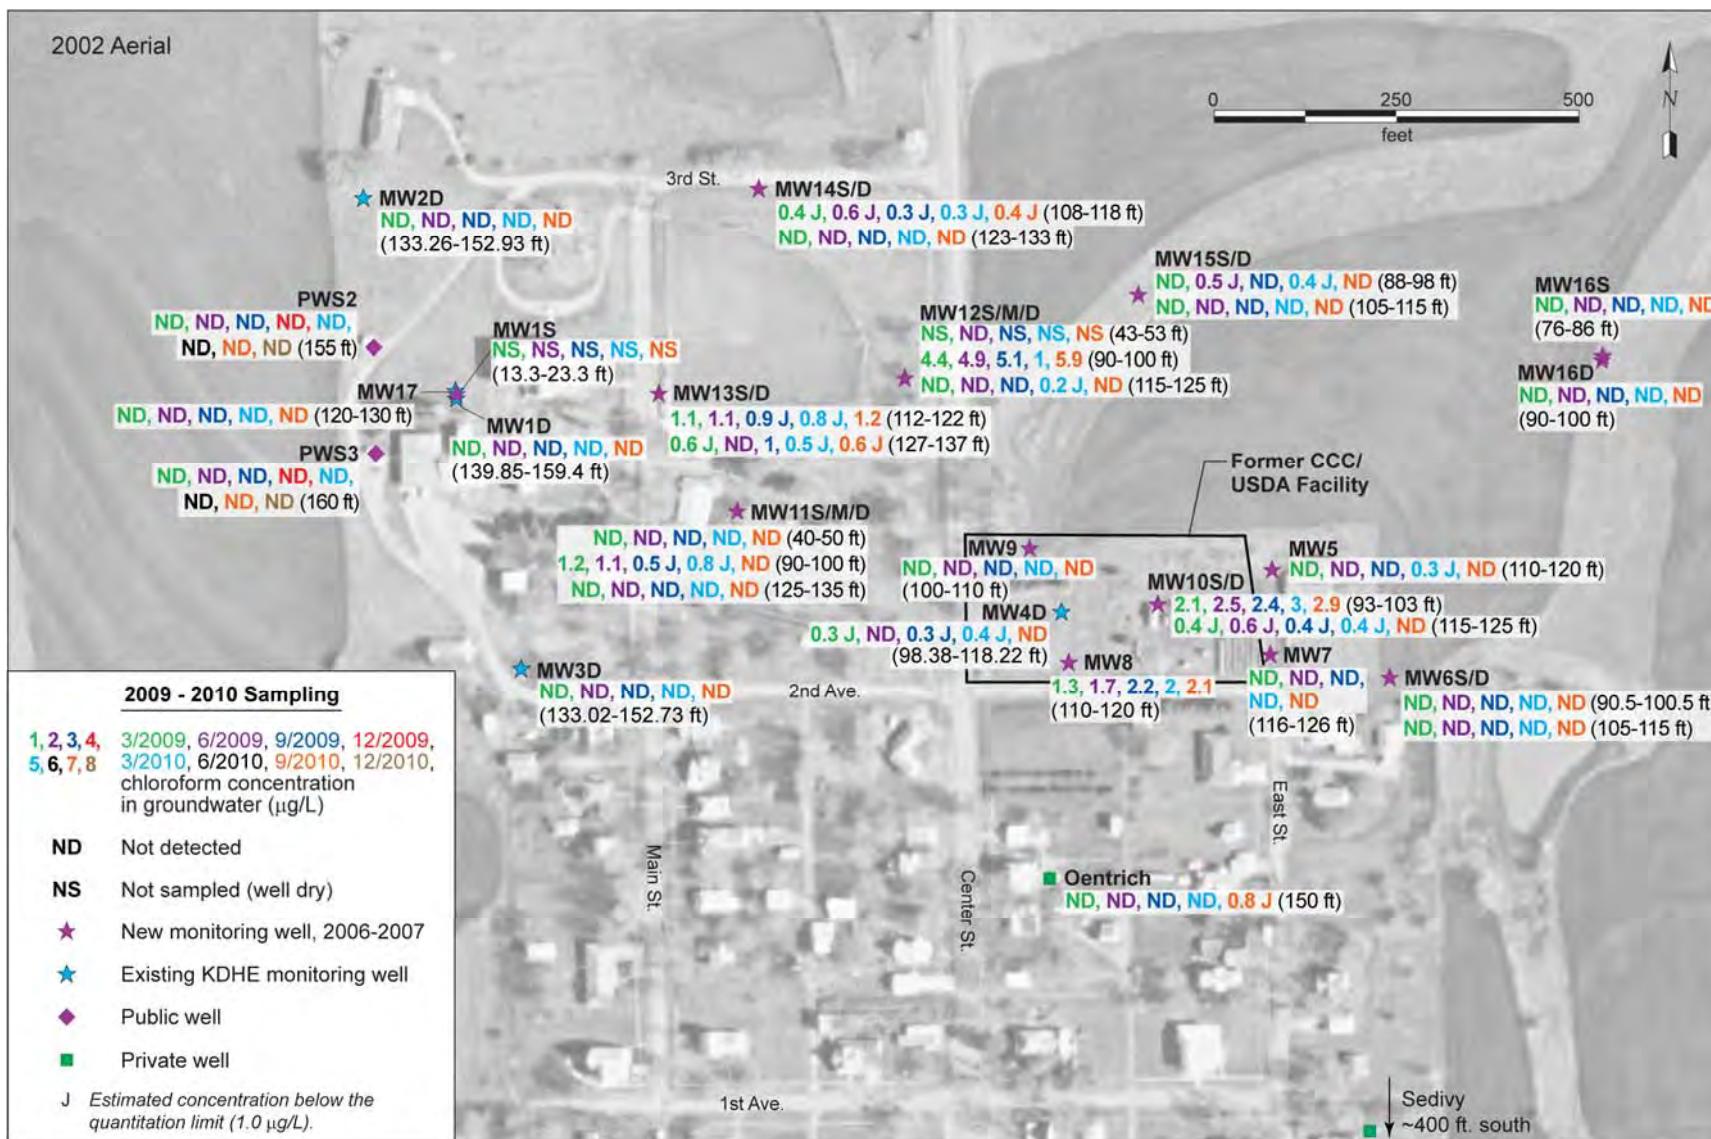 2002 Aerial
0 250 500
feet
N
3rd St.
MW2D
ND, ND, ND, ND, ND
(133.26-152.93 ft)
MW14S/D
0.4 J, 0.6 J, 0.3 J, 0.3 J, 0.4 J (108-118 ft)
ND, ND, ND, ND, ND (123-133 ft)
MW15S/D
ND, 0.5 J, ND, 0.4 J, ND (88-98 ft)
ND, ND, ND, ND, ND (105-115 ft)
MW16S
ND, ND, ND, ND, ND
(76-86 ft)
MW16D
ND, ND, ND, ND, ND
(90-100 ft)
PWS2
ND, ND, ND, ND, ND,
ND, ND, ND (155 ft)
MW1S
NS, NS, NS, NS, NS
(13.3-23.3 ft)
MW12S/M/D
NS, ND, NS, NS, NS (43-53 ft)
4.4, 4.9, 5.1, 1, 5.9 (90-100 ft)
ND, ND, ND, 0.2 J, ND (115-125 ft)
MW17
ND, ND, ND, ND, ND (120-130 ft)
MW13S/D
1.1, 1.1, 0.9 J, 0.8 J, 1.2 (112-122 ft)
0.6 J, ND, 1, 0.5 J, 0.6 J (127-137 ft)
MW1D
ND, ND, ND, ND, ND
(139.85-159.4 ft)
PWS3
ND, ND, ND, ND, ND,
ND, ND, ND (160 ft)
Former CCC/
USDA Facility
MW11S/M/D
ND, ND, ND, ND, ND (40-50 ft)
1.2, 1.1, 0.5 J, 0.8 J, ND (90-100 ft)
ND, ND, ND, ND, ND (125-135 ft)
MW9
ND, ND, ND, ND, ND
(100-110 ft)
MW5
ND, ND, ND, 0.3 J, ND (110-120 ft)
MW10S/D
2.1, 2.5, 2.4, 3, 2.9 (93-103 ft)
0.4 J, 0.6 J, 0.4 J, 0.4 J, ND (115-125 ft)
MW4D
0.3 J, ND, 0.3 J, 0.4 J, ND
(98.38-118.22 ft)
MW8
1.3, 1.7, 2.2, 2, 2.1
(110-120 ft)
MW7
ND, ND, ND,
ND, ND
(116-126 ft)
MW6S/D
ND, ND, ND, ND, ND (90.5-100.5 ft
ND, ND, ND, ND, ND (105-115 ft)
MW3D
ND, ND, ND, ND, ND
(133.02-152.73 ft)
2nd Ave.
Main St.
Center St.
East St.
Oentrich
ND, ND, ND, ND, 0.8 J (150 ft)
1st Ave.
Sedivy
~400 ft. south
2009 - 2010 Sampling
1, 2, 3, 4, 3/2009, 6/2009, 9/2009, 12/2009,
5, 6, 7, 8 3/2010, 6/2010, 9/2010, 12/2010,
chloroform concentration
in groundwater (µg/L)
ND Not detected
NS Not sampled (well dry)
New monitoring well, 2006-2007
Existing KDHE monitoring well
Public well
Private well
J Estimated concentration below the
quantitation limit (1.0 µg/L).